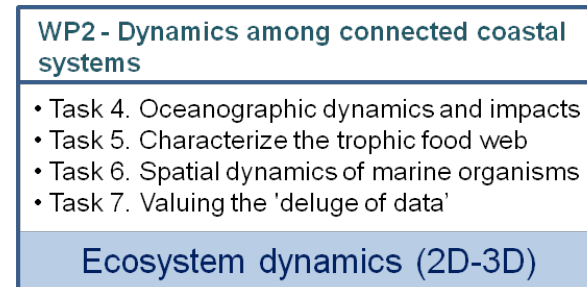 WP2 - Dynamics among connected coastal
systems
• Task 4. Oceanographic dynamics and impacts
• Task 5. Characterize the trophic food web
• Task 6. Spatial dynamics of marine organisms
• Task 7. Valuing the 'deluge of data’
Ecosystem dynamics (2D-3D)